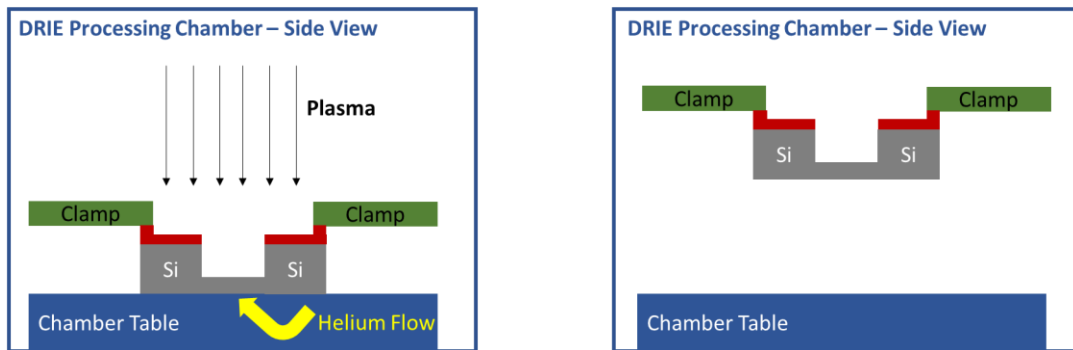 DRIE Processing Chamber – Side View
Plasma
Clamp
Clamp
Si
Si
Chamber Table
Helium Flow
DRIE Processing Chamber – Side View
Clamp
Clamp
Si
Si
Chamber Table